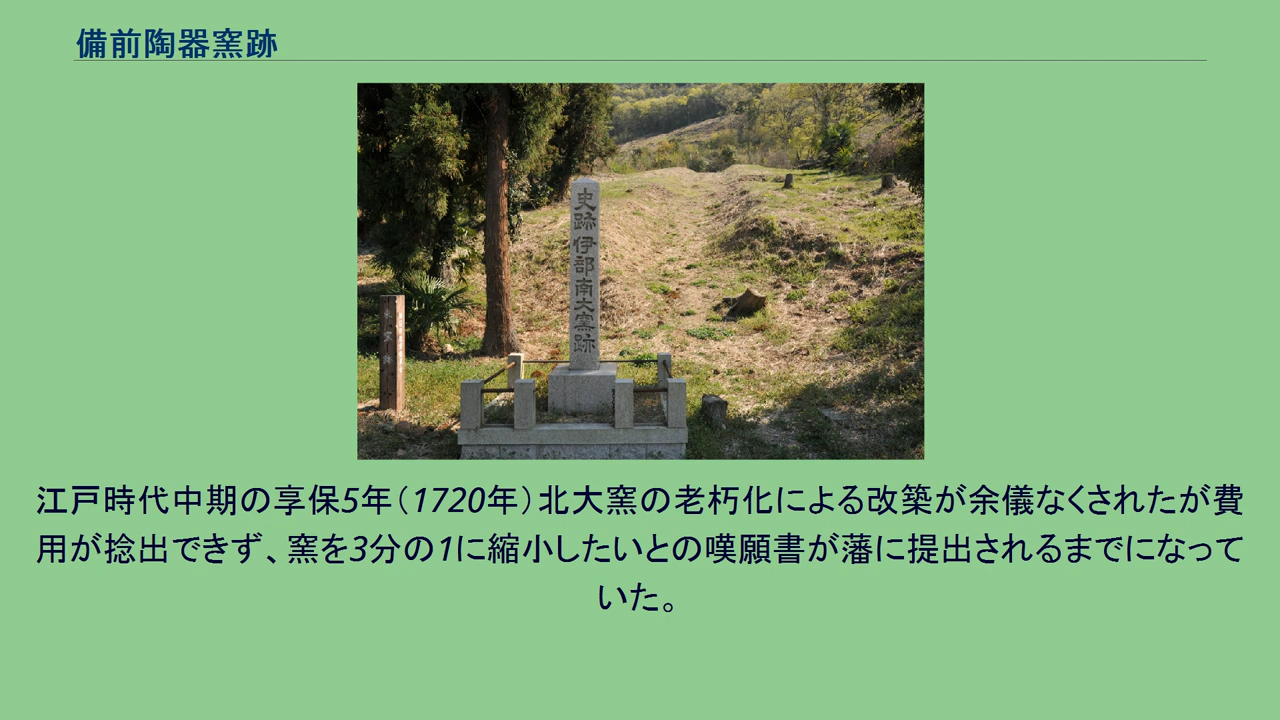 備前陶器窯跡
史跡伊部南大窯跡
江戸時代中期の享保5年（1720年）北大窯の老朽化による改築が余儀なくされたが費
用が捻出できず、窯を3分の1に縮小したいとの嘆願書が藩に提出されるまでになって
いた。